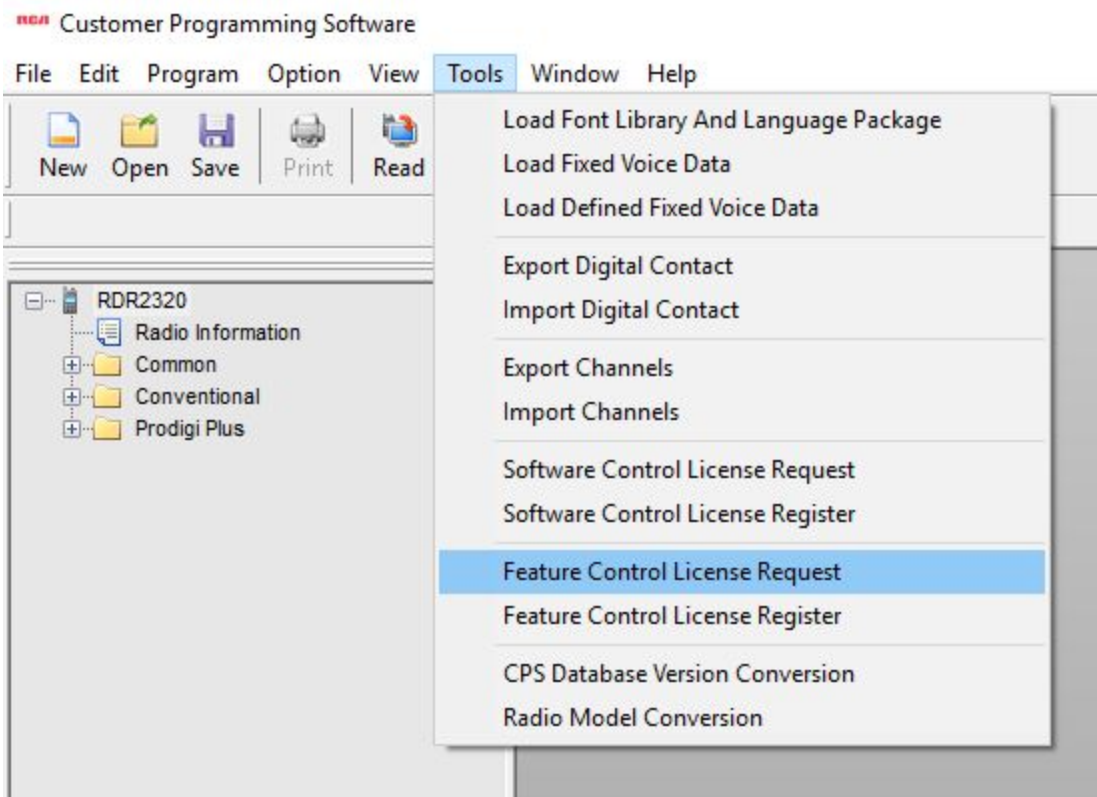 RCA Customer Programming Software
File Edit Program Option View Tools Window Help
New Open Save Print Read
Load Font Library And Language Package
Load Fixed Voice Data
Load Defined Fixed Voice Data
Export Digital Contact
Import Digital Contact
Export Channels
Import Channels
Software Control License Request
Software Control License Register
Feature Control License Request
Feature Control License Register
CPS Database Version Conversion
Radio Model Conversion
RDR2320
Radio Information
Common
Conventional
Prodigi Plus